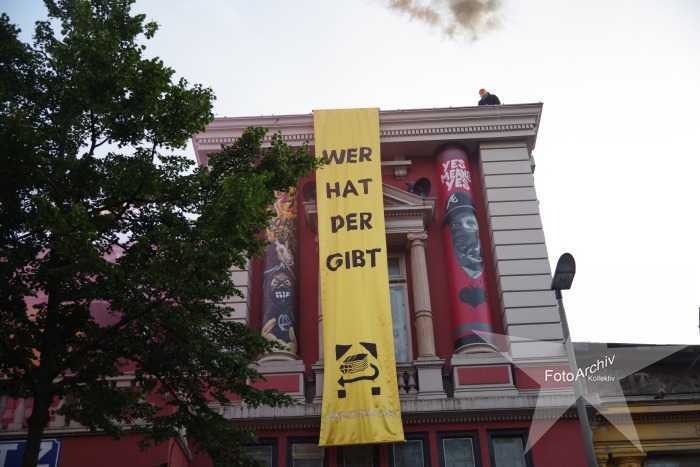 WER
HAT
DER
GIBT
YES
MEANS
YES
FotoArchiv
Kollektiv